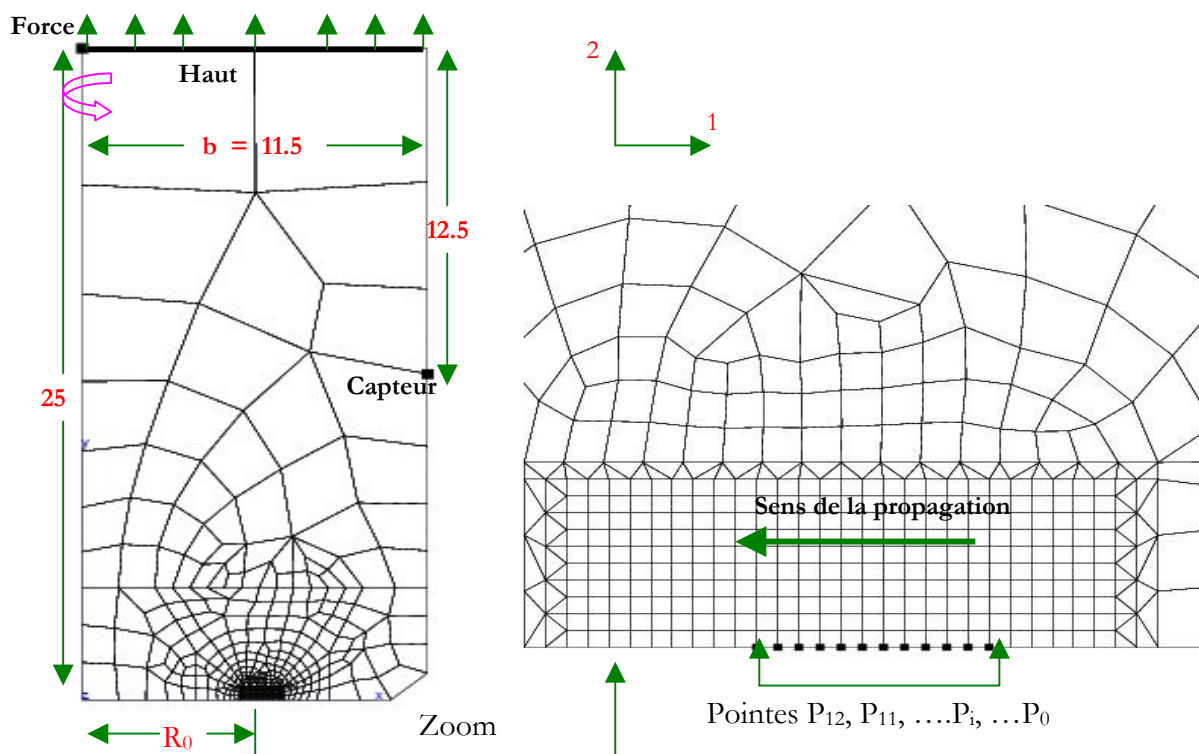 Force
Haut
b = 11.5
12.5
25
Capteur
y
x
R₀
Zoom
2
1
Sens de la propagation
Pointes P₁₂, P₁₁, ….Pᵢ, …P₀